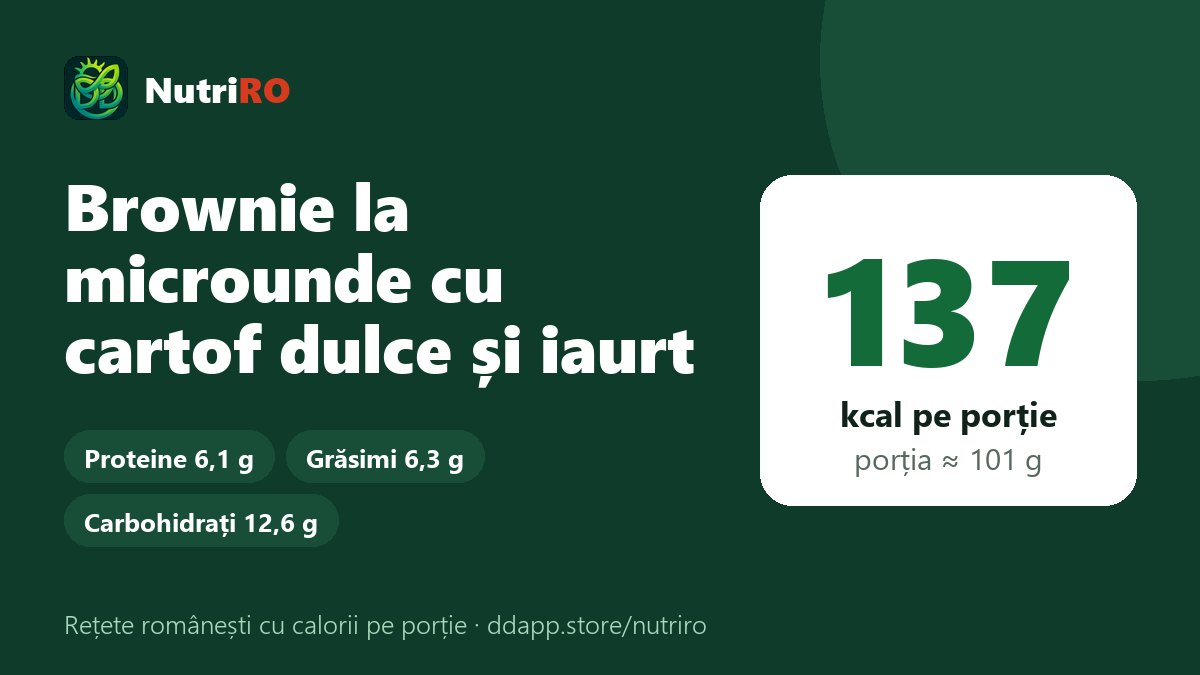 NutriRO
Brownie la
microunde cu
cartof dulce și iaurt
Proteine 6,1 g
Grăsimi 6,3 g
Carbohidrați 12,6 g
137
kcal pe porție
porția ≈ 101 g
Rețete românești cu calorii pe porție · ddapp.store/nutriro